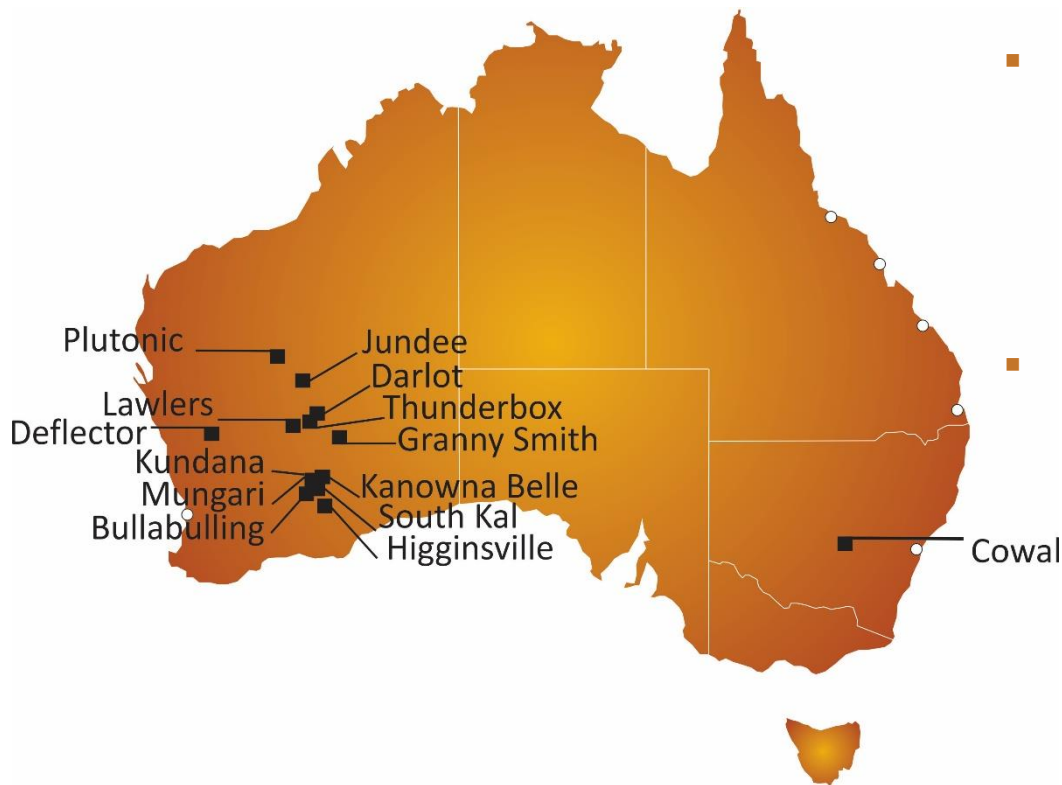 Plutonic
Jundee
Darlot
Lawlers
Thunderbox
Deflector
Granny Smith
Kundana
Kanowna Belle
Mungari
South Kal
Bullabulling
Higginsville
Cowal